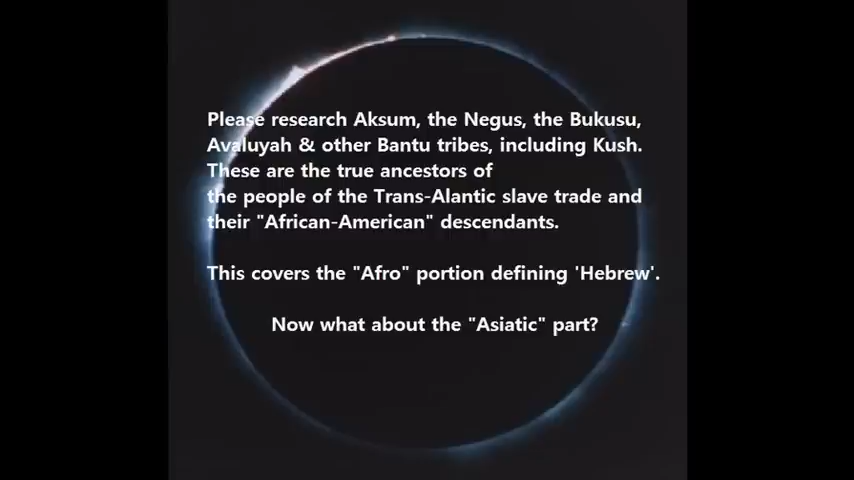 Please research Aksum, the Negus, the Bukusu,
Avaluyah & other Bantu tribes, including Kush.
These are the true ancestors of
the people of the Trans-Alantic slave trade and
their "African-American" descendants.
This covers the "Afro" portion defining 'Hebrew'.
Now what about the "Asiatic" part?